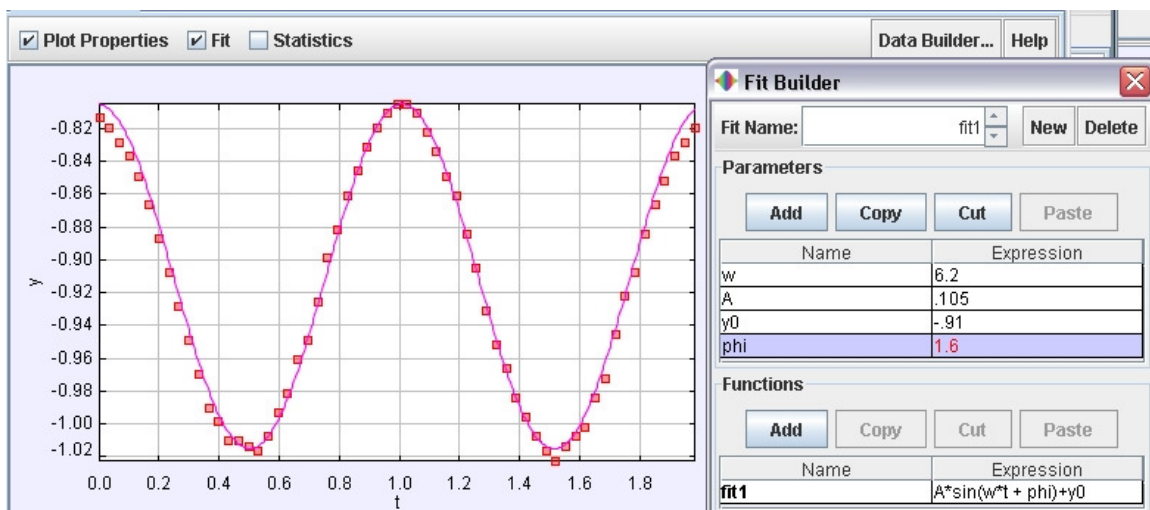 Plot Properties Fit Statistics Data Builder... Help
Fit Builder
Fit Name: fit1 New Delete
Parameters
Add Copy Cut Paste
Name Expression
w 6.2
A .105
y0 -.91
phi 1.6
Functions
Add Copy Cut Paste
Name Expression
fit1 A*sin(w*t + phi)+y0
-0.82
-0.84
-0.86
-0.88
-0.90
-0.92
-0.94
-0.96
-0.98
-1.00
-1.02
y
0.0 0.2 0.4 0.6 0.8 1.0 1.2 1.4 1.6 1.8
t